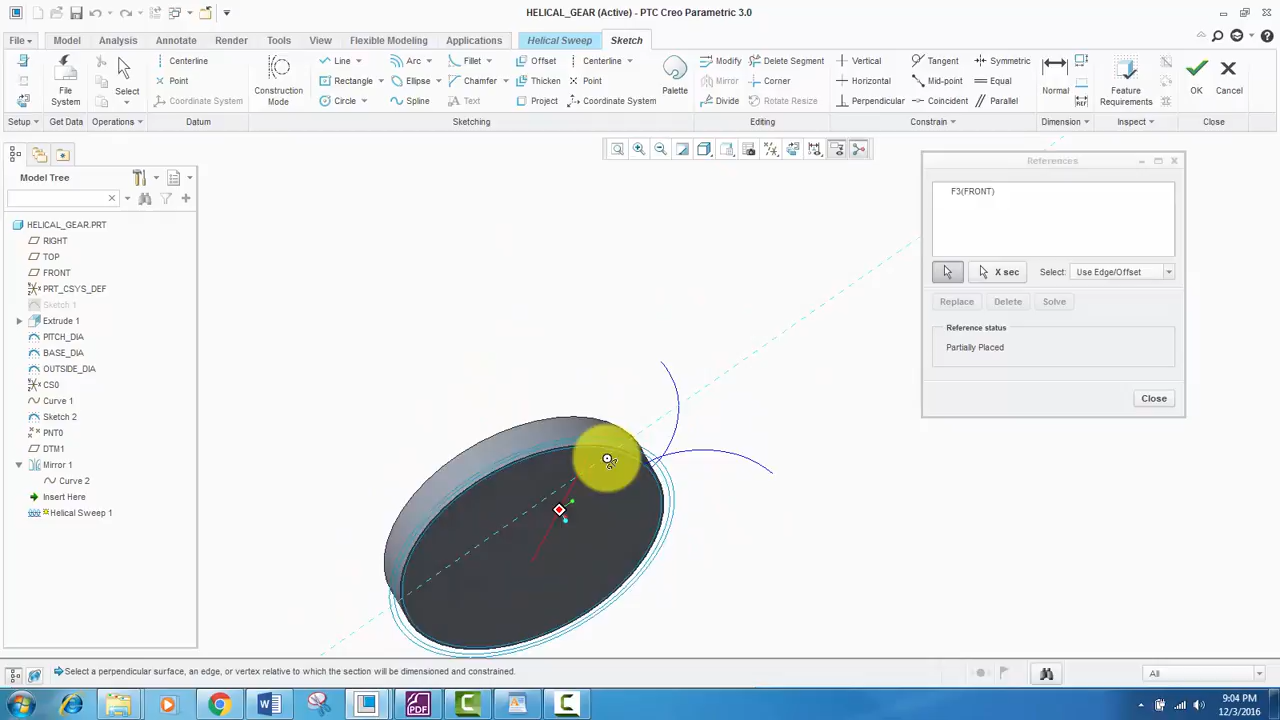 HELICAL_GEAR (Active) - PTC Creo Parametric 3.0
File Model Analysis Annotate Render Tools View Flexible Modeling Applications Helical Sweep Sketch
Centerline Line Arc Fillet Offset Centerline Modify Delete Segment Vertical Tangent Symmetric
Point Rectangle Ellipse Chamfer Thicken Point Mirror Corner Horizontal Mid-point Equal
Coordinate System Circle Spline Text Project Coordinate System Divide Rotate Resize Perpendicular Coincident Parallel
File System Select Construction Mode Palette Normal Feature Requirements OK Cancel
Setup Get Data Operations Datum Sketching Editing Constrain Dimension Inspect Close
Model Tree
HELICAL_GEAR.PRT
RIGHT
TOP
FRONT
PRT_CSYS_DEF
Sketch 1
Extrude 1
PITCH_DIA
BASE_DIA
OUTSIDE_DIA
CS0
Curve 1
Sketch 2
PNT0
DTM1
Mirror 1
Curve 2
Insert Here
Helical Sweep 1
References
F3(FRONT)
X sec Select: Use Edge/Offset
Replace Delete Solve
Reference status
Partially Placed
Close
Select a perpendicular surface, an edge, or vertex relative to which the section will be dimensioned and constrained.
All
9:04 PM
12/3/2016